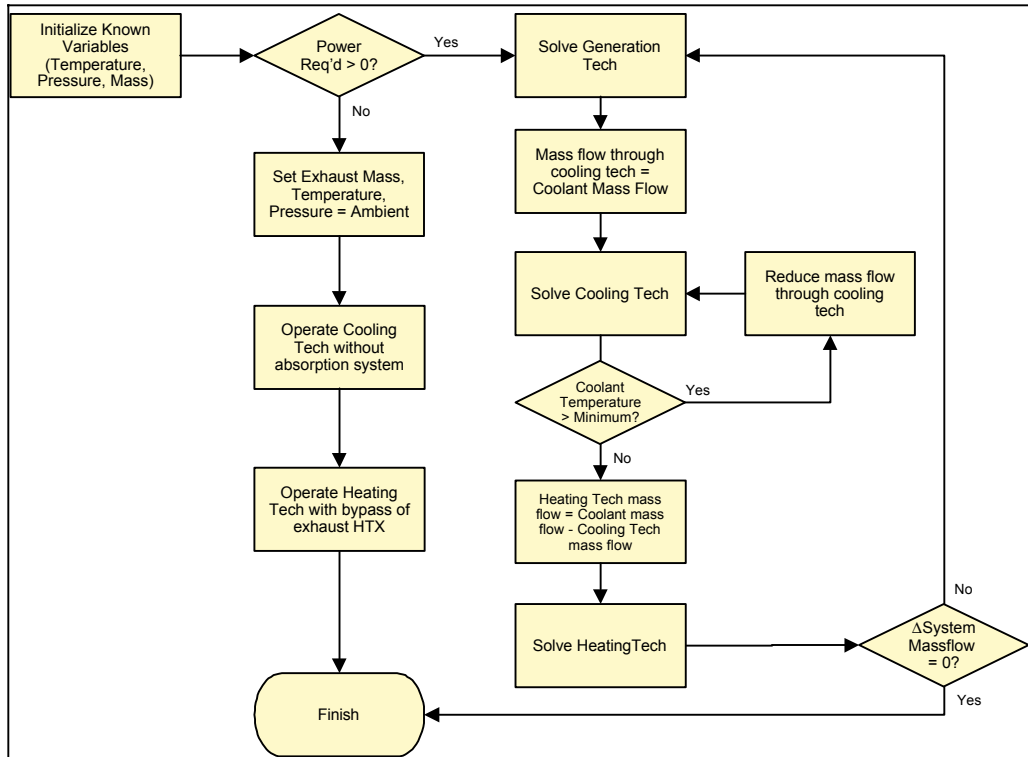 Initialize Known
Variables
(Temperature,
Pressure, Mass)
Power
Req'd > 0?
Yes
No
Set Exhaust Mass,
Temperature,
Pressure = Ambient
Operate Cooling
Tech without
absorption system
Operate Heating
Tech with bypass of
exhaust HTX
Finish
Solve Generation
Tech
Mass flow through
cooling tech =
Coolant Mass Flow
Solve Cooling Tech
Reduce mass flow
through cooling
tech
Coolant
Temperature
> Minimum?
Yes
No
Heating Tech mass
flow = Coolant mass
flow - Cooling Tech
mass flow
Solve HeatingTech
No
ΔSystem
Massflow
= 0?
Yes